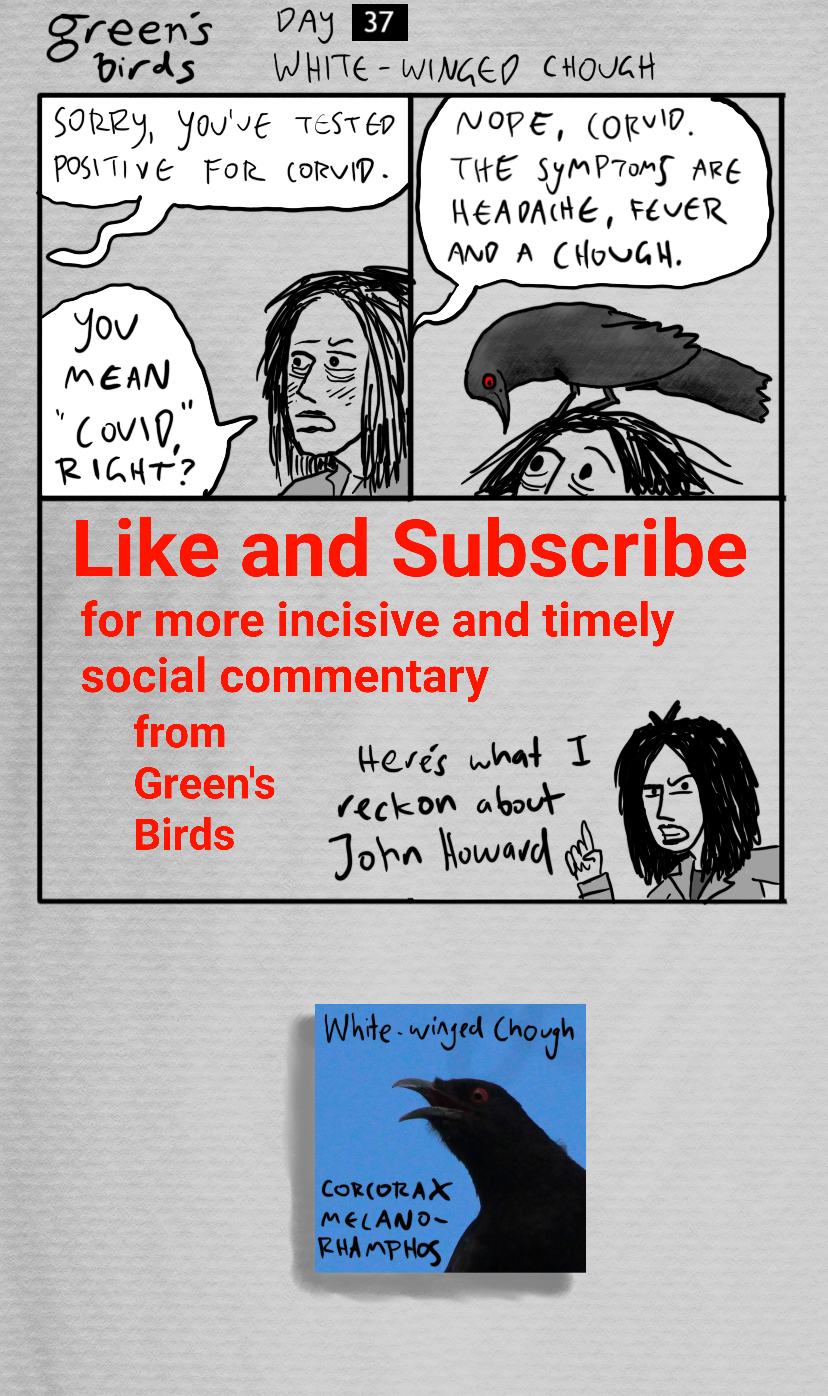 green's
birds
DAY 37
WHITE-WINGED CHOUGH
SORRY, YOU'VE TESTED
POSITIVE FOR CORVID.
YOU
MEAN
"COVID,"
RIGHT?
NOPE, CORVID.
THE SYMPTOMS ARE
HEADACHE, FEVER
AND A CHOUGH.
Like and Subscribe
for more incisive and timely
social commentary
from
Green's
Birds
Here's what I
reckon about
John Howard
White-winged Chough
CORCORAX
MELANO-
RHAMPHOS